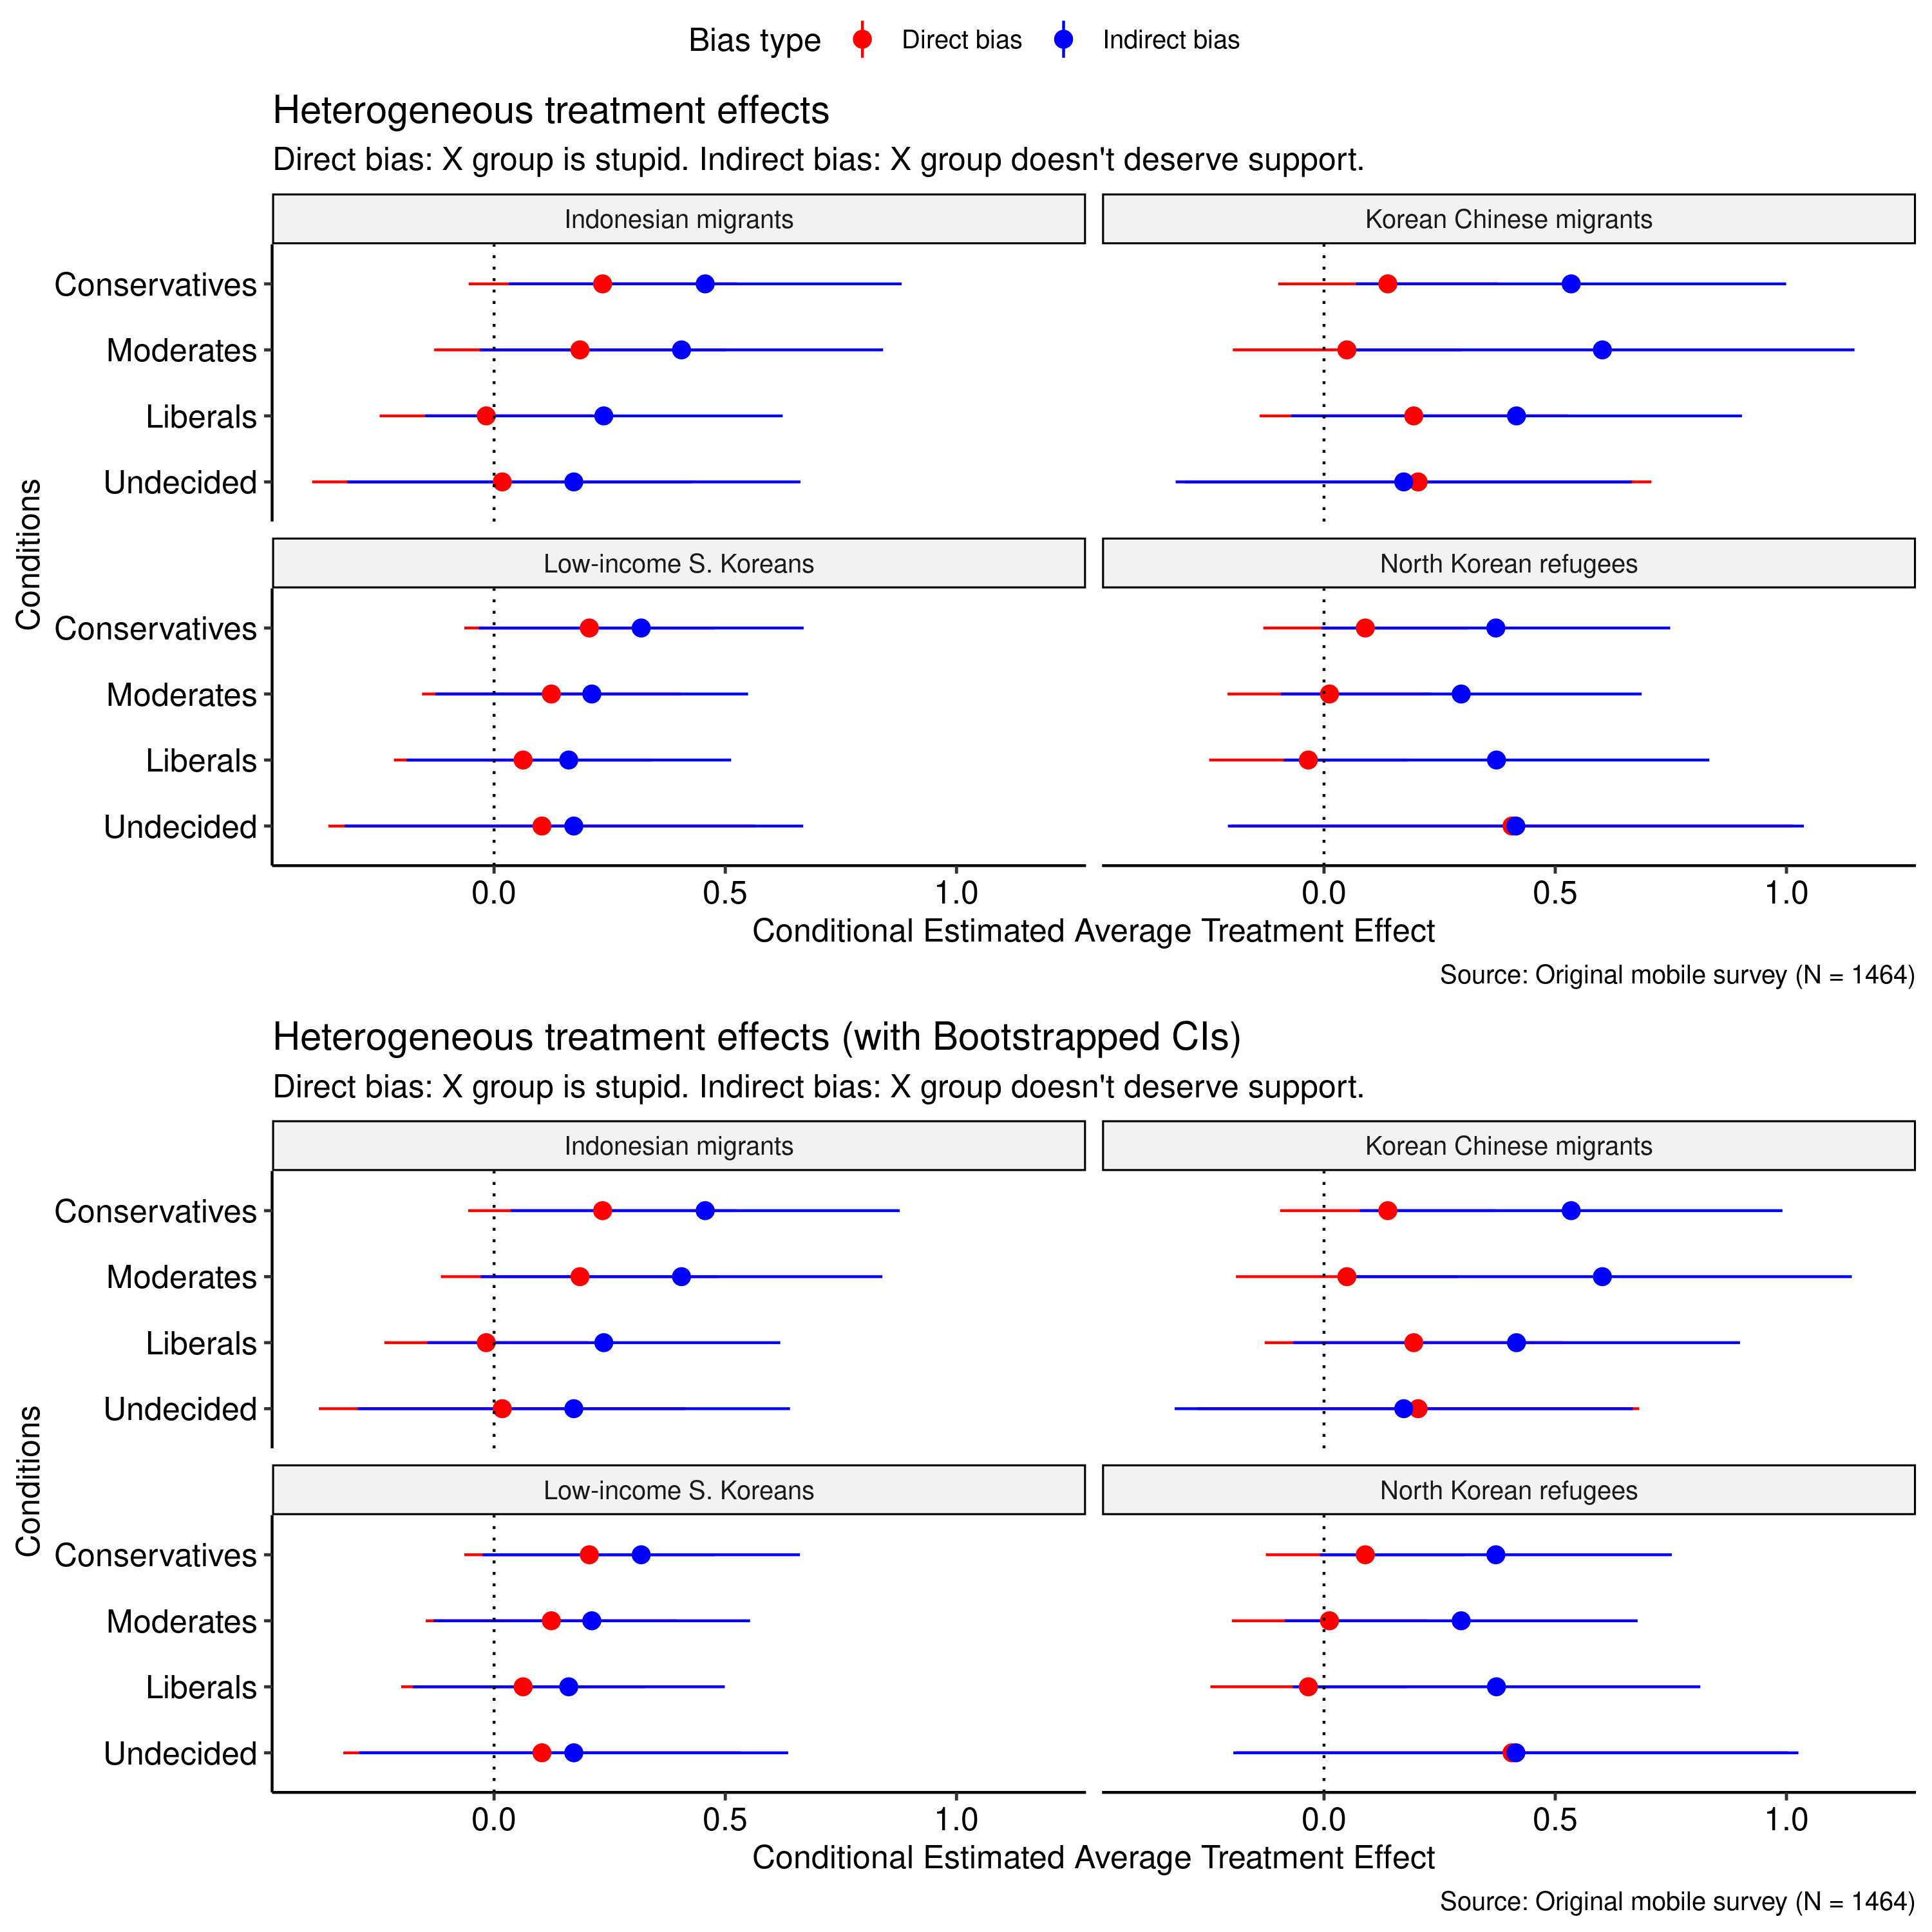 Bias type Direct bias Indirect bias
Heterogeneous treatment effects
Direct bias: X group is stupid. Indirect bias: X group doesn't deserve support.
Indonesian migrants Korean Chinese migrants
Conservatives
Moderates
Liberals
Undecided
Low-income S. Koreans North Korean refugees
Conservatives
Moderates
Liberals
Undecided
Conditions
0.0 0.5 1.0 0.0 0.5 1.0
Conditional Estimated Average Treatment Effect
Source: Original mobile survey (N = 1464)
Heterogeneous treatment effects (with Bootstrapped CIs)
Direct bias: X group is stupid. Indirect bias: X group doesn't deserve support.
Indonesian migrants Korean Chinese migrants
Conservatives
Moderates
Liberals
Undecided
Low-income S. Koreans North Korean refugees
Conservatives
Moderates
Liberals
Undecided
Conditions
0.0 0.5 1.0 0.0 0.5 1.0
Conditional Estimated Average Treatment Effect
Source: Original mobile survey (N = 1464)